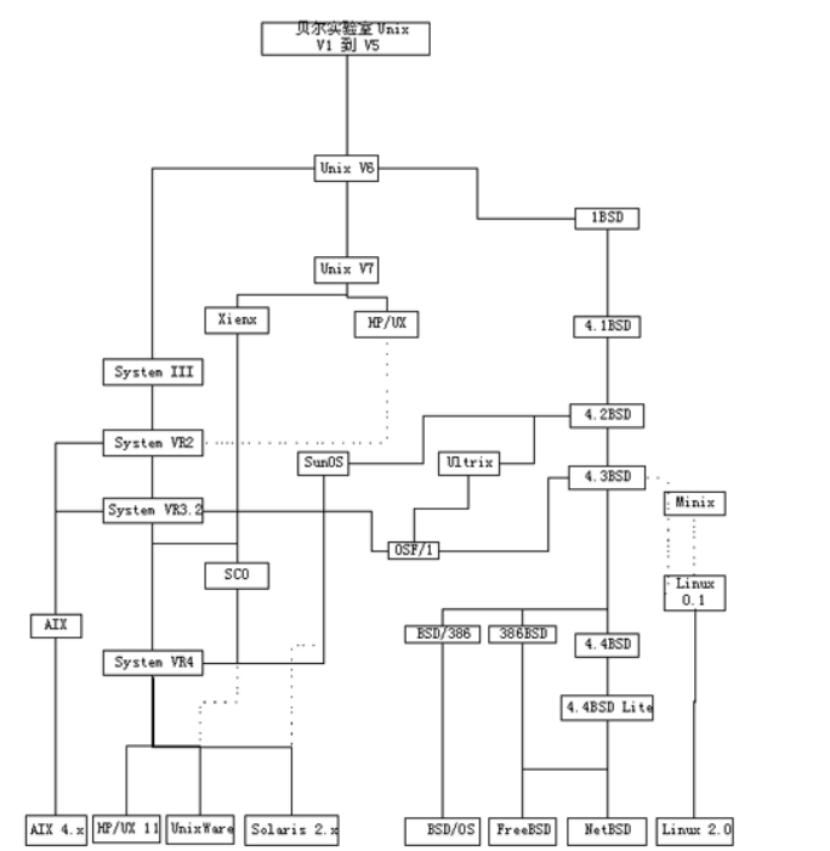 贝尔实验室 Unix
V1 到 V5
Unix V6
1BSD
Unix V7
Xienx
HP/UX
4.1BSD
System III
4.2BSD
System VR2
SunOS
Ultrix
4.3BSD
Minix
System VR3.2
OSF/1
SCO
Linux
0.1
AIX
BSD/386
386BSD
4.4BSD
System VR4
4.4BSD Lite
AIX 4.x
HP/UX 11
UnixWare
Solaris 2.x
BSD/OS
FreeBSD
NetBSD
Linux 2.0